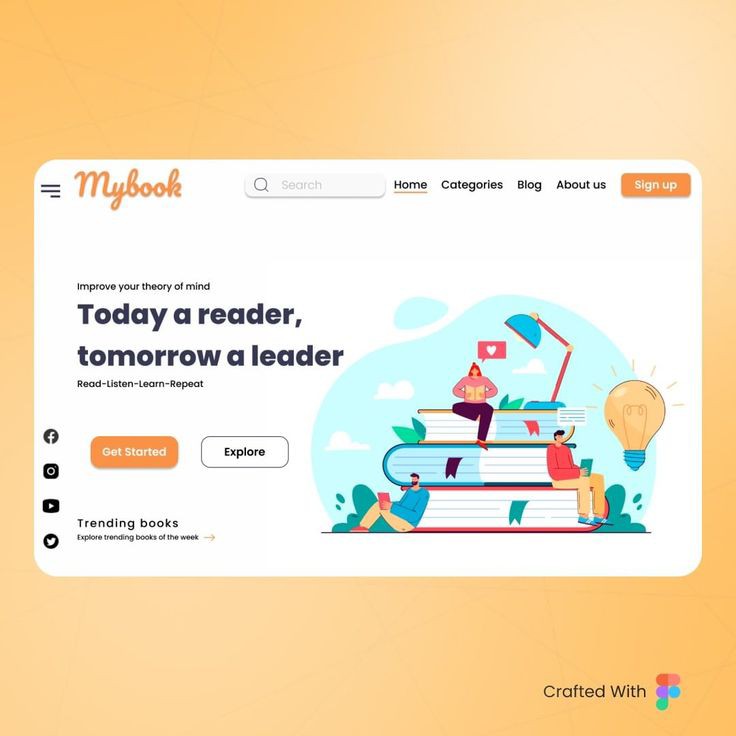 Mybook
Search
Home
Categories
Blog
About us
Sign up
Improve your theory of mind
Today a reader,
tomorrow a leader
Read-Listen-Learn-Repeat
Get Started
Explore
Trending books
Explore trending books of the week
Crafted With